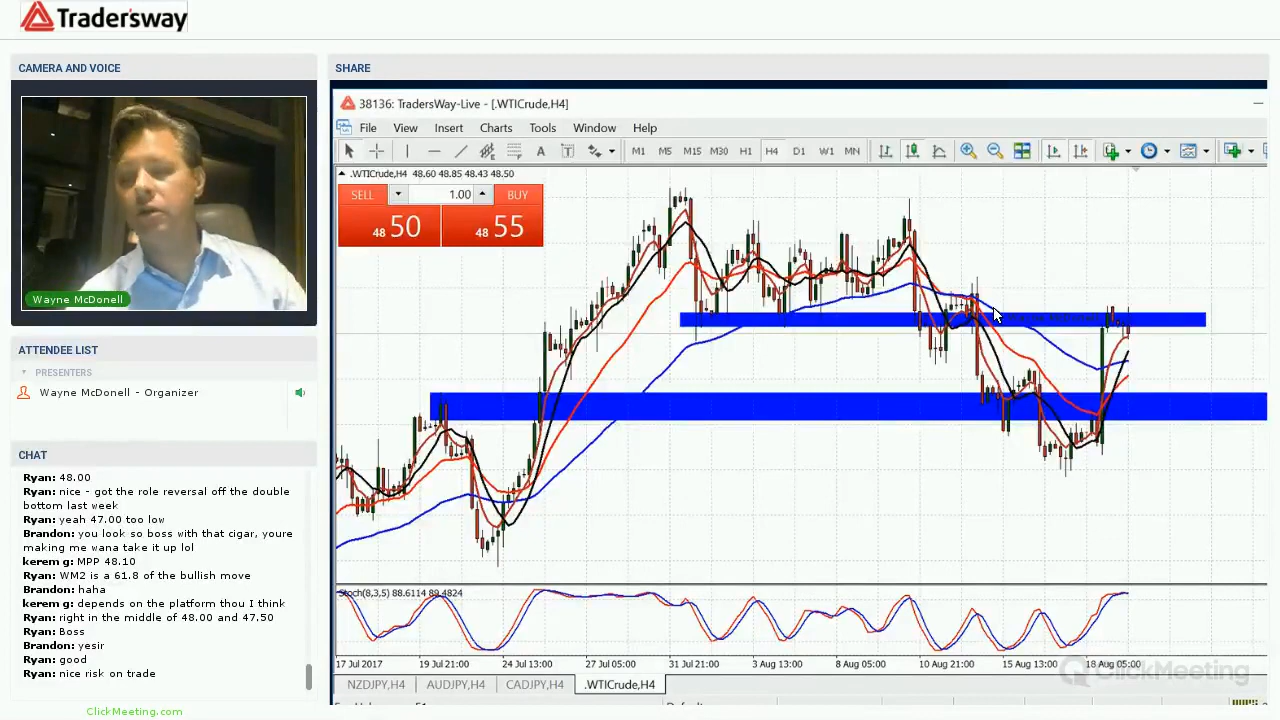 Tradersway
CAMERA AND VOICE
Wayne McDonell
ATTENDEE LIST
PRESENTERS
Wayne McDonell - Organizer
CHAT
Ryan: 48.00
Ryan: nice - got the role reversal off the double
bottom last week
Ryan: yeah 47.00 too low
Brandon: you look so boss with that cigar, youre
making me wana take it up lol
kerem g: MPP 48.10
Ryan: WM2 is a 61.8 of the bullish move
Brandon: haha
kerem g: depends on the platform thou I think
Ryan: right in the middle of 48.00 and 47.50
Ryan: Boss
Brandon: yesir
Ryan: good
Ryan: nice risk on trade
ClickMeeting.com
SHARE
38136: TradersWay-Live - [.WTICrude,H4]
File View Insert Charts Tools Window Help
A T M1 M5 M15 M30 H1 H4 D1 W1 MN
.WTICrude,H4 48.60 48.85 48.43 48.50
SELL 1.00 BUY
48 50 48 55
Wayne McDonell
Stoch(8,3,5) 88.6114 89.4824
17 Jul 2017 19 Jul 21:00 24 Jul 13:00 27 Jul 05:00 31 Jul 21:00 3 Aug 13:00 8 Aug 05:00 10 Aug 21:00 15 Aug 13:00 18 Aug 05:00
ClickMeeting
NZDJPY,H4 AUDJPY,H4 CADJPY,H4 .WTICrude,H4